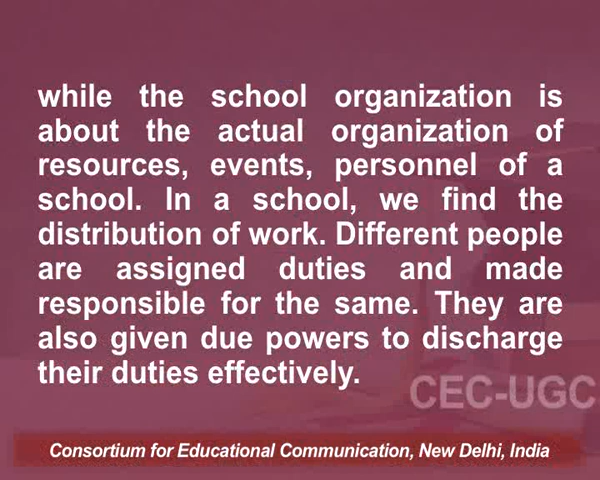 while the school organization is
about the actual organization of
resources, events, personnel of a
school. In a school, we find the
distribution of work. Different people
are assigned duties and made
responsible for the same. They are
also given due powers to discharge
their duties effectively.
CEC-UGC
Consortium for Educational Communication, New Delhi, India